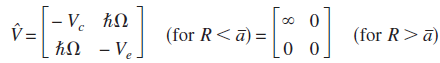 V̂ = [ − V_c ħΩ ; ħΩ − V_e ] (for R < ā) = [ ∞ 0 ; 0 0 ] (for R > ā)